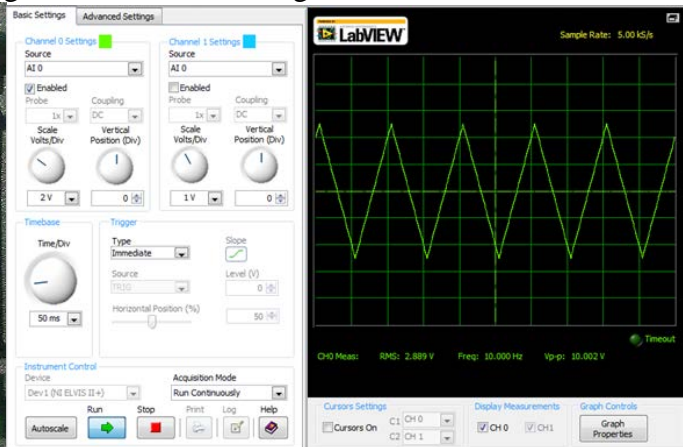 Basic Settings Advanced Settings
Channel 0 Settings Channel 1 Settings
Source Source
AI 0 AI 0
Enabled Enabled
Probe Coupling Probe Coupling
1x DC 1x DC
Scale Vertical Scale Vertical
Volts/Div Position (Div) Volts/Div Position (Div)
2 V 0 1 V 0
Timebase Trigger
Time/Div Type Slope
Immediate
Source Level (V)
TRIG 0
Horizontal Position (%)
50 ms 50
Instrument Control
Device Acquisition Mode
Dev1 (NI ELVIS II+) Run Continuously
Run Stop Print Log Help
Autoscale
LabVIEW
Sample Rate: 5.00 kS/s
Timeout
CH0 Meas: RMS: 2.889 V Freq: 10.000 Hz Vp-p: 10.002 V
Cursors Settings Display Measurements Graph Controls
Cursors On C1 CH 0 CH 0 CH1 Graph
C2 CH 1 Properties